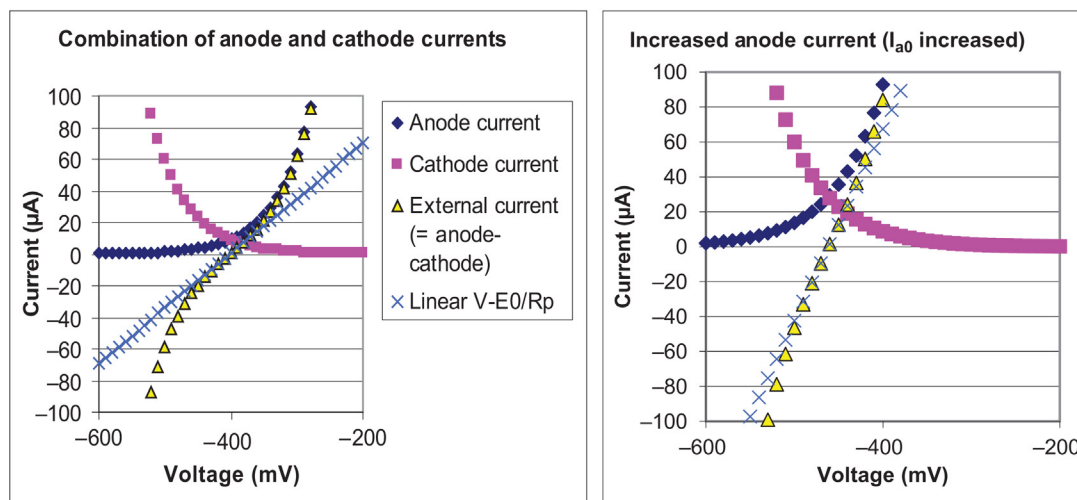 Combination of anode and cathode currents
Current (µA)
100
80
60
40
20
0
–20
–40
–60
–80
–100
–600
–400
–200
Voltage (mV)
Anode current
Cathode current
External current
(= anode-
cathode)
Linear V-E0/Rp
Increased anode current (Ia0 increased)
Current (µA)
100
80
60
40
20
0
–20
–40
–60
–80
–100
–600
–400
–200
Voltage (mV)